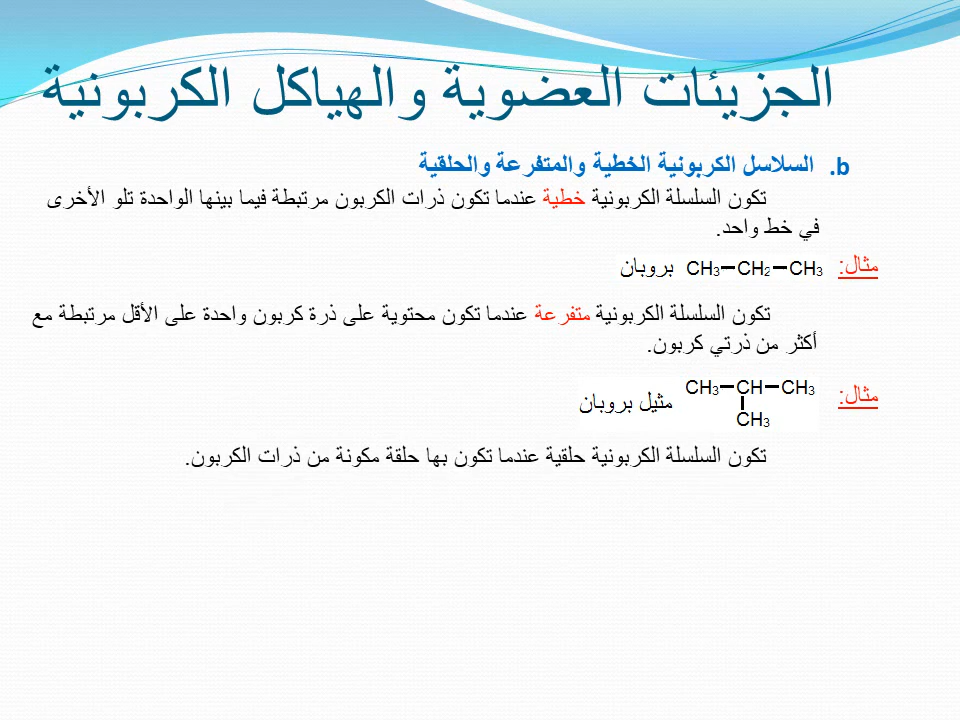 الجزيئات العضوية والهياكل الكربونية
b. السلاسل الكربونية الخطية والمتفرعة والحلقية
تكون السلسلة الكربونية خطية عندما تكون ذرات الكربون مرتبطة فيما بينها الواحدة تلو الأخرى
في خط واحد.
مثال: CH₃–CH₂–CH₃ بروبان
تكون السلسلة الكربونية متفرعة عندما تكون محتوية على ذرة كربون واحدة على الأقل مرتبطة مع
أكثر من ذرتي كربون.
مثال: CH₃–CH–CH₃ مثيل بروبان
CH₃
تكون السلسلة الكربونية حلقية عندما تكون بها حلقة مكونة من ذرات الكربون.